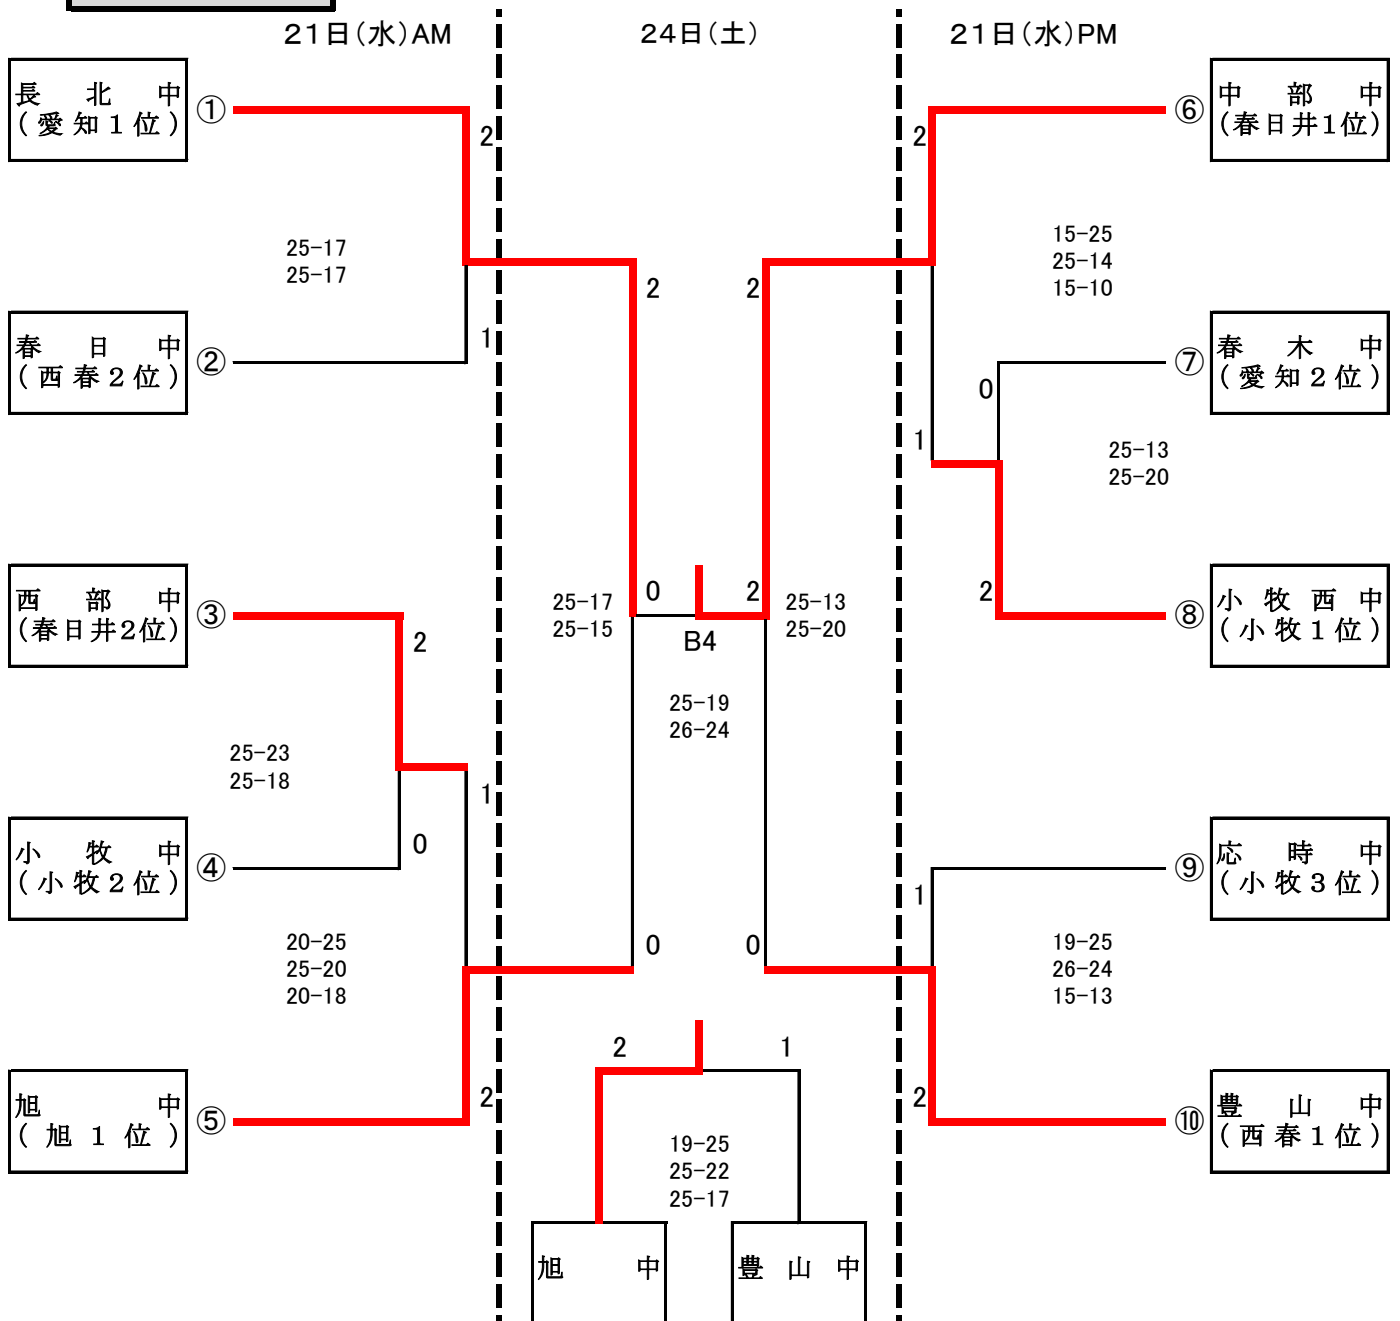 21日(水)AM
24日(土)
21日(水)PM
長北中
(愛知1位)
①
2
25-17
25-17
1
春日中
(西春2位)
②
西部中
(春日井2位)
③
2
25-23
25-18
0
1
小牧中
(小牧2位)
④
20-25
25-20
20-18
2
旭中
(旭1位)
⑤
2
2
25-17
25-15
0
2
25-13
25-20
B4
25-19
26-24
0
0
2
1
19-25
25-22
25-17
旭中
豊山中
2
⑥
中部中
(春日井1位)
15-25
25-14
15-10
⑦
春木中
(愛知2位)
0
1
25-13
25-20
2
⑧
小牧西中
(小牧1位)
⑨
応時中
(小牧3位)
1
19-25
26-24
15-13
2
⑩
豊山中
(西春1位)